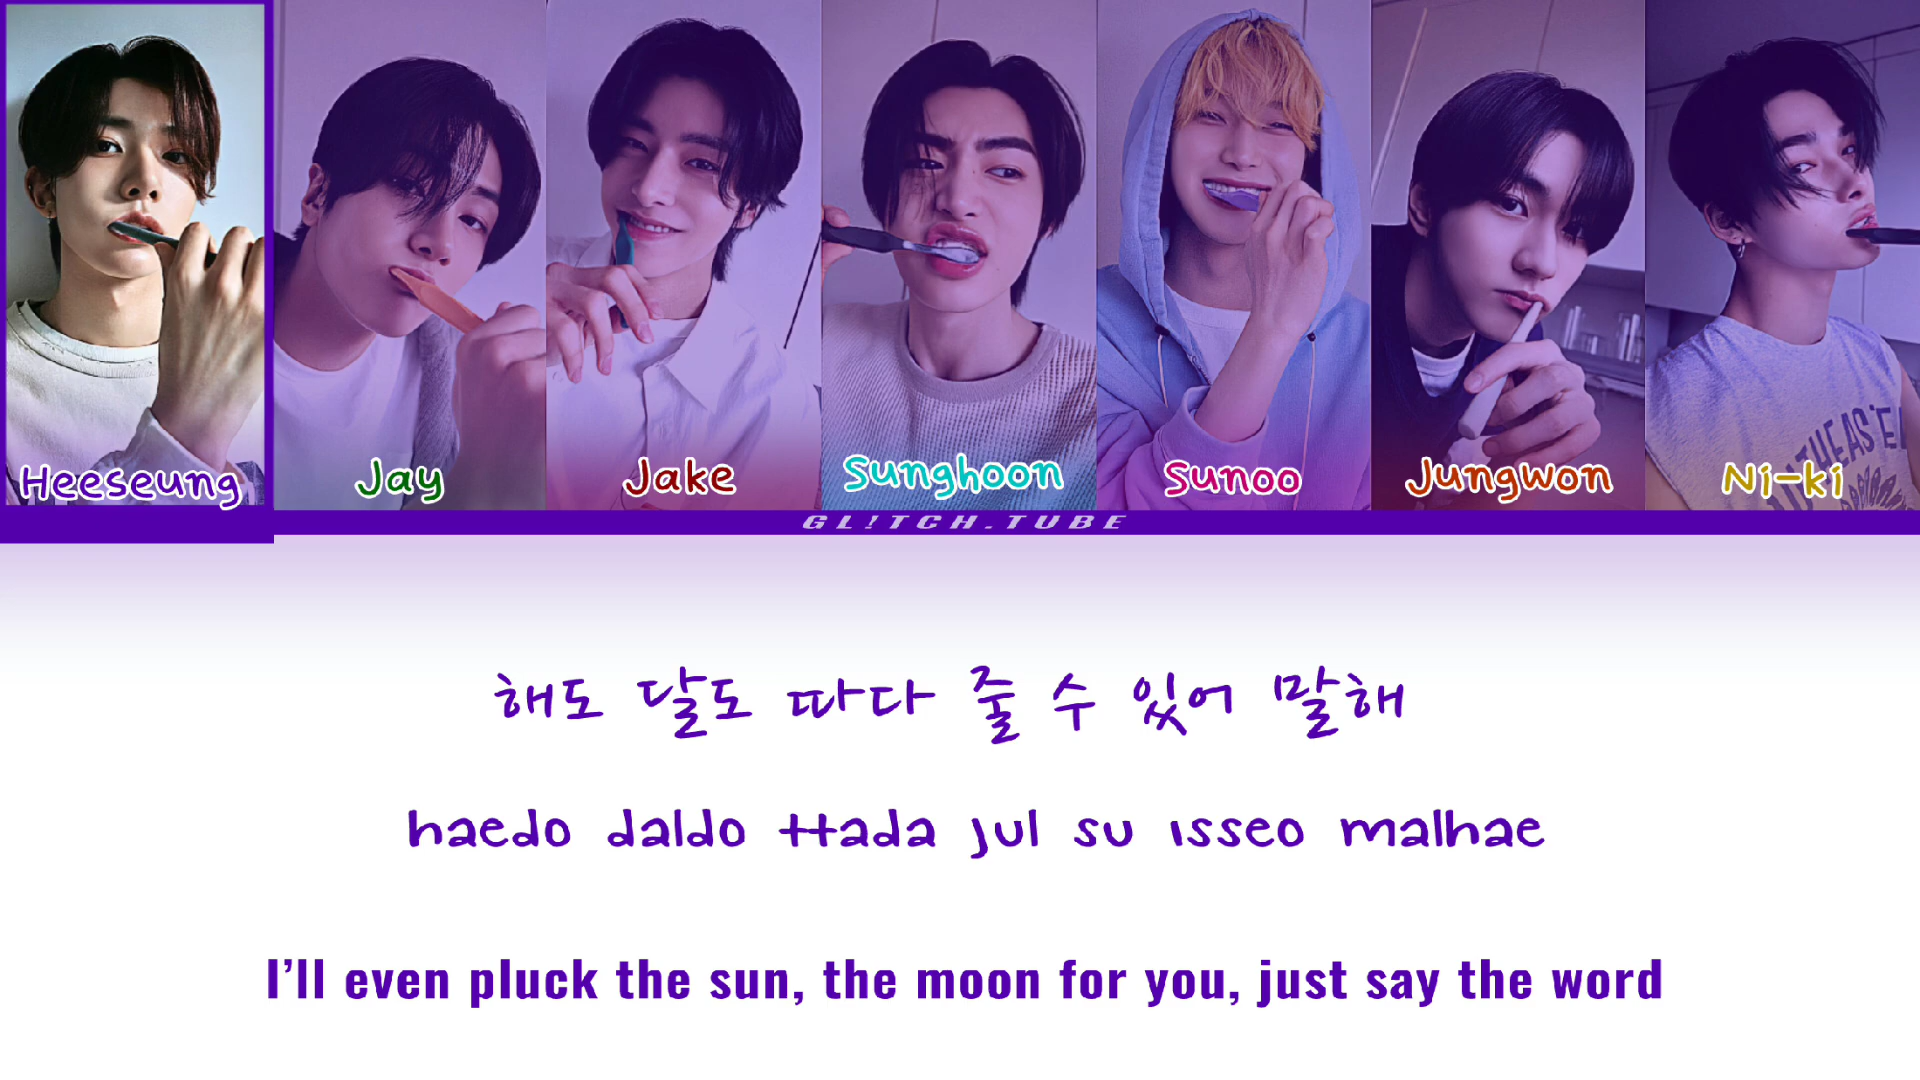 Heeseung Jay Jake Sunghoon Sunoo Jungwon Ni-ki
GL!TCH.TUBE
해도 달도 따다 줄 수 있어 말해
haedo daldo ttada jul su isseo malhae
I'll even pluck the sun, the moon for you, just say the word